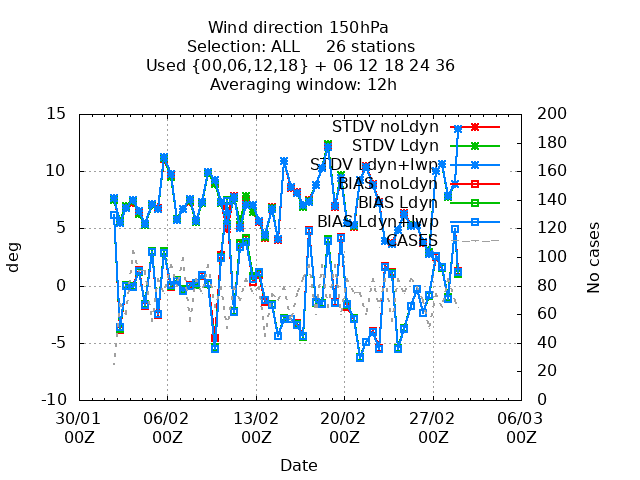 Wind direction 150hPa
Selection: ALL     26 stations
Used {00,06,12,18} + 06 12 18 24 36
Averaging window: 12h
15
10
5
0
-5
-10
deg
200
180
160
140
120
100
80
60
40
20
0
No cases
STDV noLdyn
STDV Ldyn
STDV Ldyn+lwp
BIAS noLdyn
BIAS Ldyn
BIAS Ldyn+lwp
CASES
30/01 06/02 13/02 20/02 27/02 06/03
00Z 00Z 00Z 00Z 00Z 00Z
Date